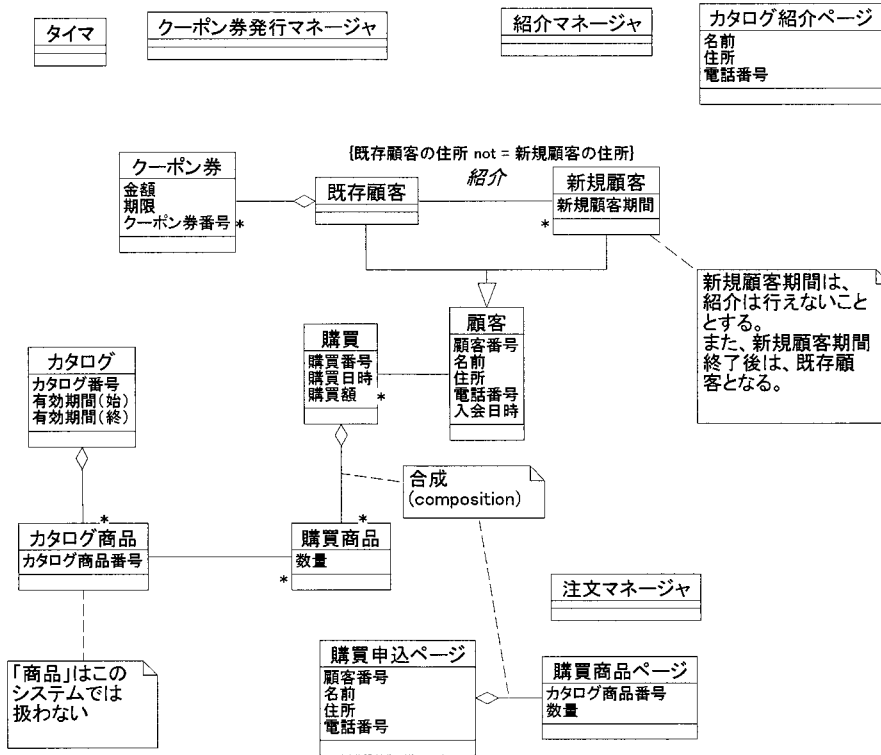 タイマ
クーポン券発行マネージャ
紹介マネージャ
カタログ紹介ページ
名前
住所
電話番号
{既存顧客の住所 not = 新規顧客の住所}
クーポン券
金額
期限
クーポン券番号
*
既存顧客
紹介
新規顧客
新規顧客期間
*
新規顧客期間は、
紹介は行えないこと
とする。
また、新規顧客期間
終了後は、既存顧
客となる。
購買
購買番号
購買日時
購買額
*
顧客
顧客番号
名前
住所
電話番号
入会日時
カタログ
カタログ番号
有効期間(始)
有効期間(終)
合成
(composition)
*
カタログ商品
カタログ商品番号
*
購買商品
数量
*
注文マネージャ
「商品」はこの
システムでは
扱わない
購買申込ページ
顧客番号
名前
住所
電話番号
購買商品ページ
カタログ商品番号
数量